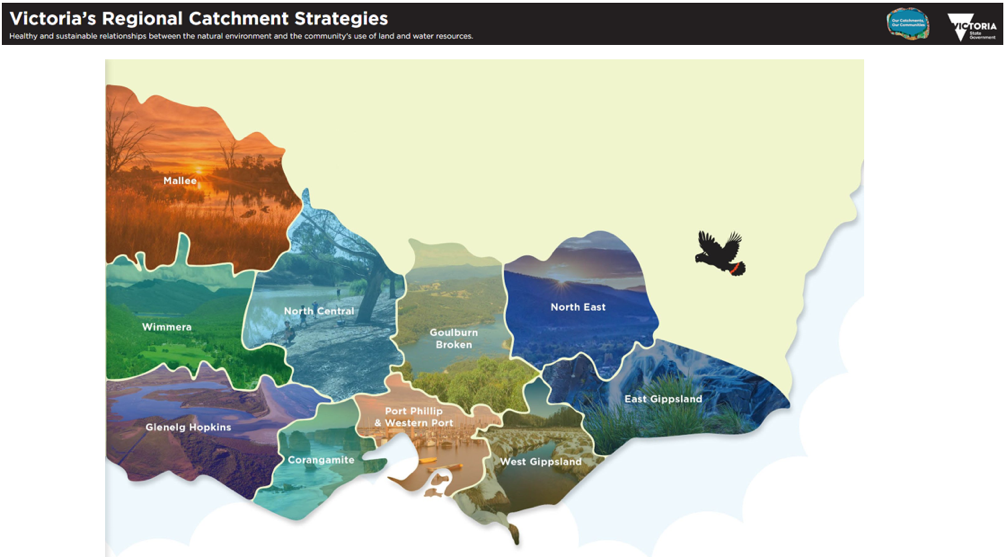 Victoria's Regional Catchment Strategies
Healthy and sustainable relationships between the natural environment and the community's use of land and water resources.
Our Catchments,
Our Communities
VICTORIA
State
Government
Mallee
North Central
North East
Wimmera
Goulburn
Broken
East Gippsland
Port Phillip
& Western Port
Glenelg Hopkins
Corangamite
West Gippsland